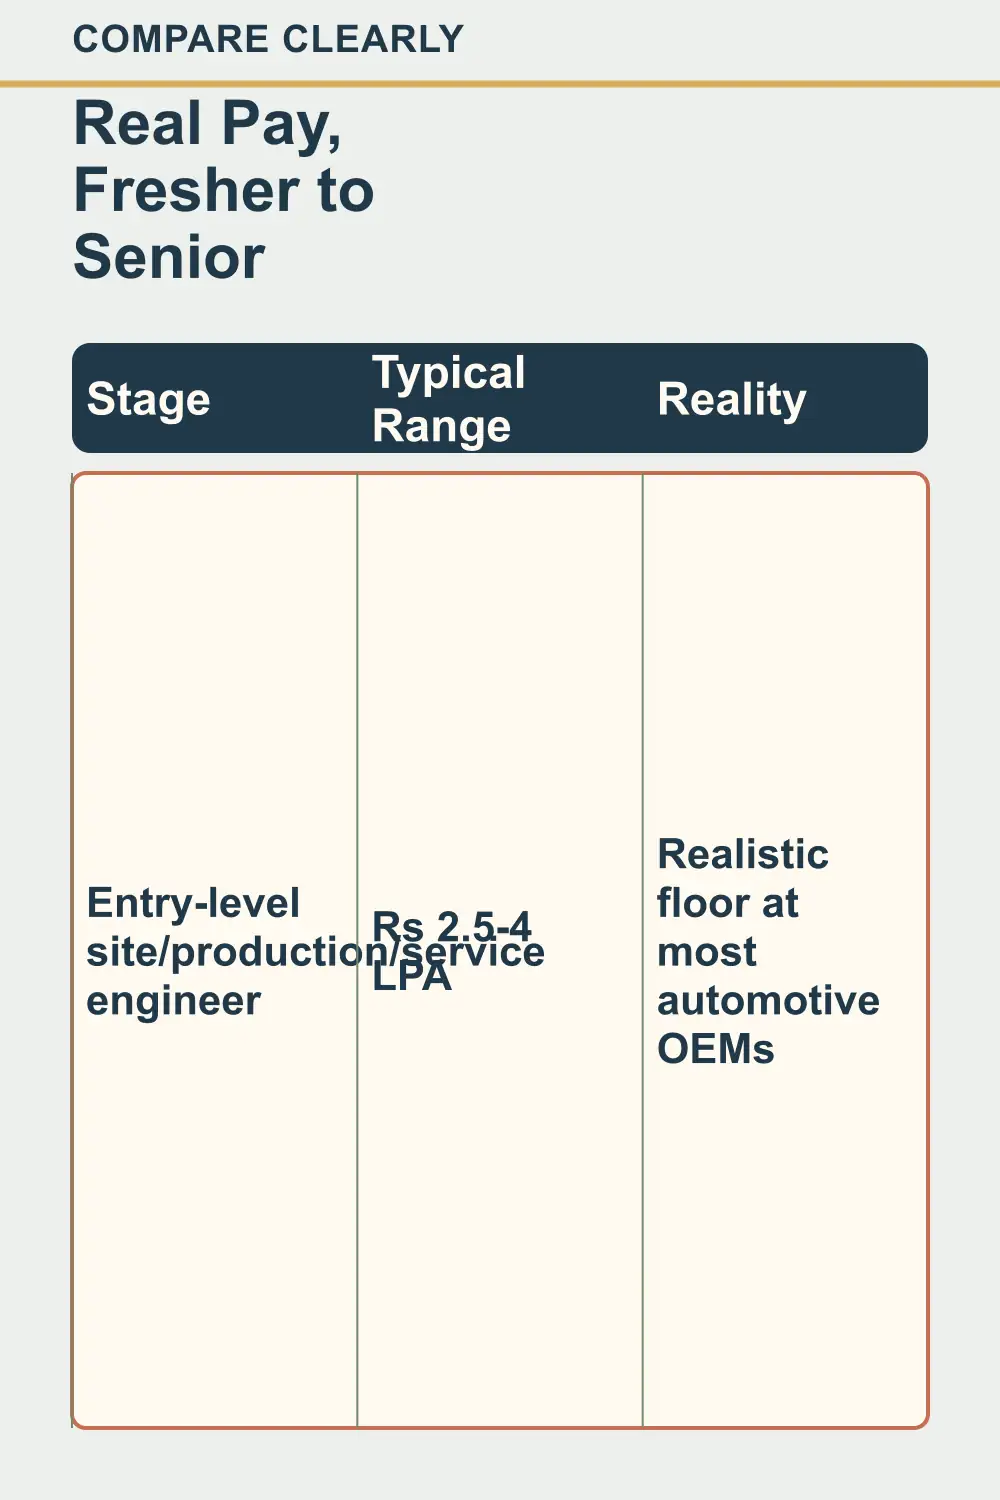 COMPARE CLEARLY
Real Pay,
Fresher to
Senior
Stage
Typical
Range
Reality
Entry-level
site/production/service
engineer
Rs 2.5-4
LPA
Realistic
floor at
most
automotive
OEMs